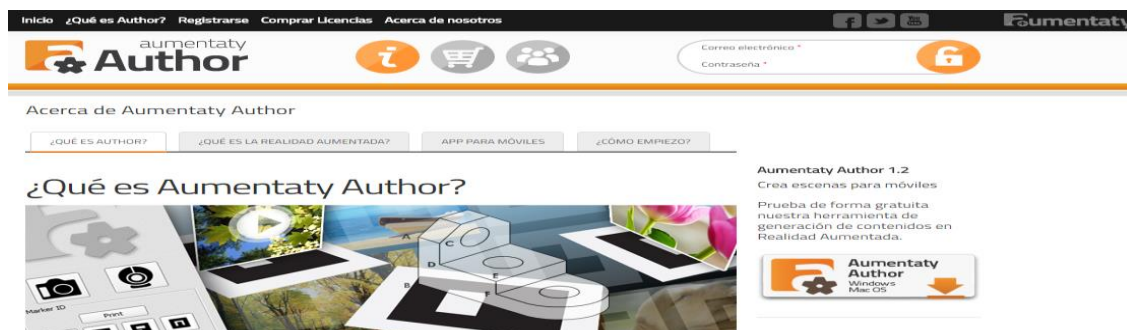 Inicio ¿Qué es Author? Registrarse Comprar Licencias Acerca de nosotros
aumentaty
aumentaty
Author
Correo electrónico *
Contraseña *
Acerca de Aumentaty Author
¿QUÉ ES AUTHOR? ¿QUÉ ES LA REALIDAD AUMENTADA? APP PARA MÓVILES ¿CÓMO EMPIEZO?
¿Qué es Aumentaty Author?
Marker ID
Print
A
C
D
B
E
F
Aumentaty Author 1.2
Crea escenas para móviles
Prueba de forma gratuita
nuestra herramienta de
generación de contenidos en
Realidad Aumentada.
Aumentaty
Author
Windows
Mac OS